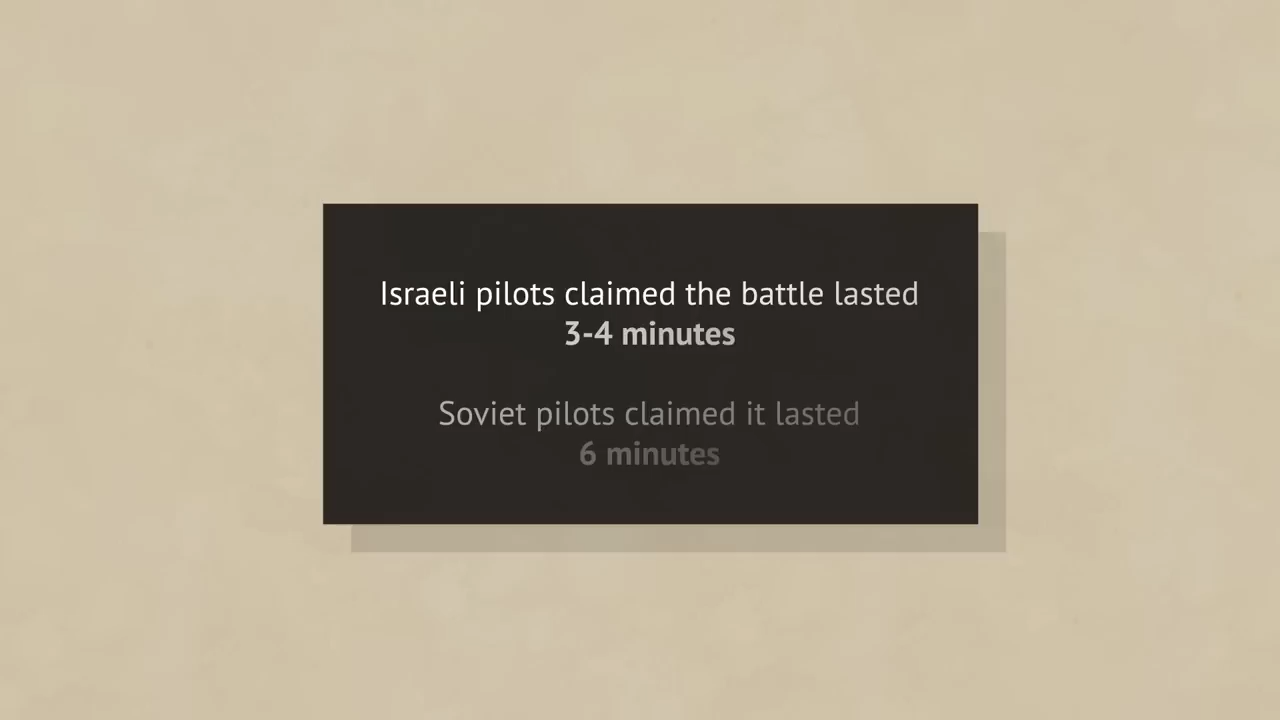 Israeli pilots claimed the battle lasted
3-4 minutes
Soviet pilots claimed it lasted
6 minutes